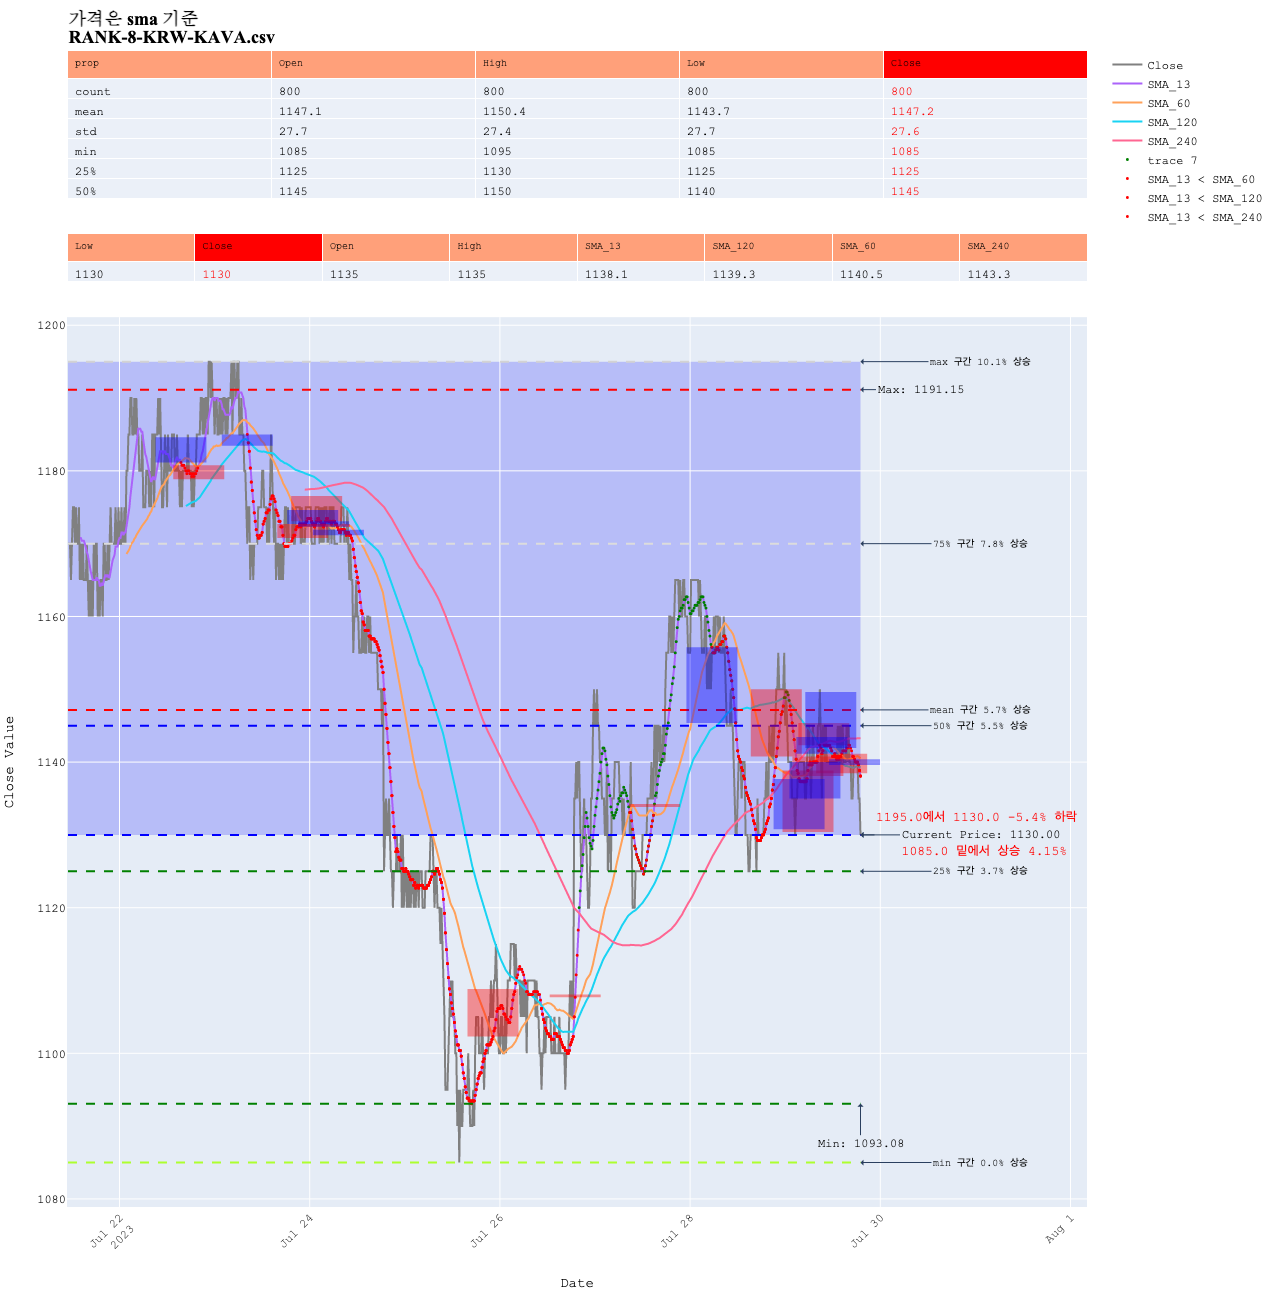 가격은 sma 기준
RANK-8-KRW-KAVA.csv
prop Open High Low Close
count 800 800 800 800
mean 1147.1 1150.4 1143.7 1147.2
std 27.7 27.4 27.7 27.6
min 1085 1095 1085 1085
25% 1125 1130 1125 1125
50% 1145 1150 1140 1145
Close
SMA_13
SMA_60
SMA_120
SMA_240
trace 7
SMA_13 < SMA_60
SMA_13 < SMA_120
SMA_13 < SMA_240
Low Close Open High SMA_13 SMA_120 SMA_60 SMA_240
1130 1130 1135 1135 1138.1 1139.3 1140.5 1143.3
1200
max 구간 10.1% 상승
Max: 1191.15
1180
75% 구간 7.8% 상승
1160
mean 구간 5.7% 상승
50% 구간 5.5% 상승
1140
1195.0에서 1130.0 -5.4% 하락
Current Price: 1130.00
1085.0 밑에서 상승 4.15%
25% 구간 3.7% 상승
1120
1100
Min: 1093.08
min 구간 0.0% 상승
1080
Close Value
Jul 22
2023
Jul 24
Jul 26
Jul 28
Jul 30
Aug 1
Date